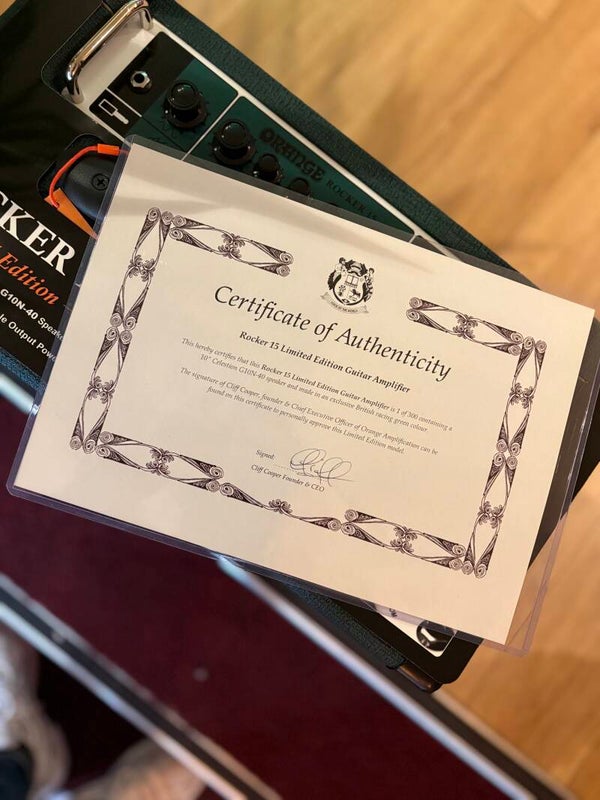 ORANGE
ROCKER 15
CKER
Edition
G10N-40 Speake
le Output Powe
Certificate of Authenticity
Rocker 15 Limited Edition Guitar Amplifier
This hereby certifies that this Rocker 15 Limited Edition Guitar Amplifier is 1 of 300 containing a
10" Celestion G10N-40 speaker and made in an exclusive British racing green colour.
The signature of Cliff Cooper, founder & Chief Executive Officer of Orange Amplification can be
found on this certificate to personally approve this Limited Edition model.
Signed:
Cliff Cooper Founder & CEO